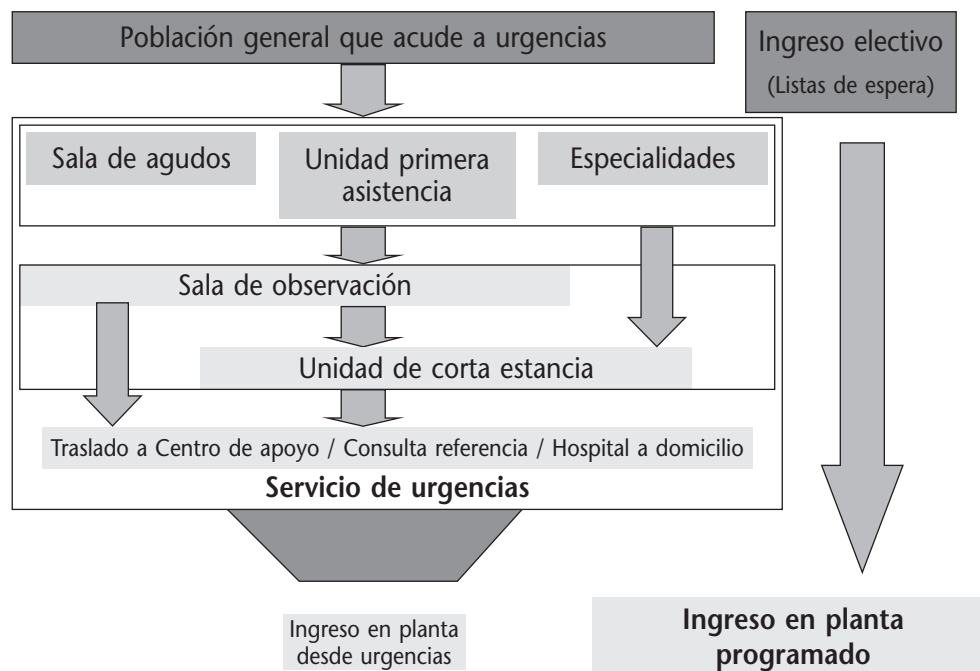 Población general que acude a urgencias
Ingreso electivo
(Listas de espera)
Sala de agudos
Unidad primera
asistencia
Especialidades
Sala de observación
Unidad de corta estancia
Traslado a Centro de apoyo / Consulta referencia / Hospital a domicilio
Servicio de urgencias
Ingreso en planta
desde urgencias
Ingreso en planta
programado